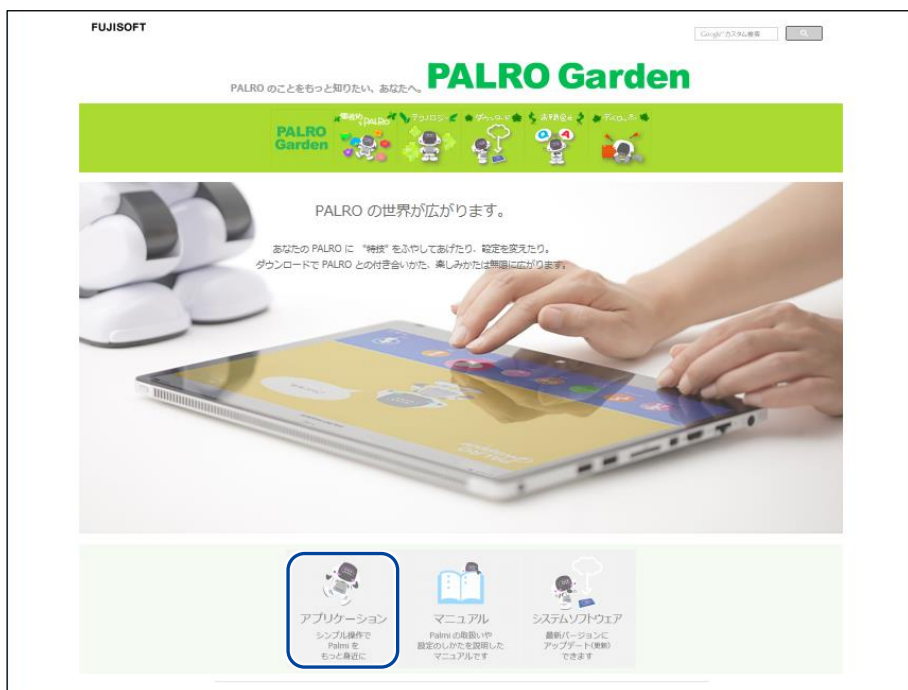 FUJISOFT
Google カスタム検索
PALRO のことをもっと知りたい、あなたへ。 PALRO Garden
PALRO
Garden
PALRO の世界が広がります。
あなたの PALRO に “特技” をふやしてあげたり、設定を変えたり。
ダウンロードで PALRO との付き合いかた、楽しみかたは無限に広がります。
アプリケーション
シンプル操作で
Palmi を
もっと身近に
マニュアル
Palmi の取扱いや
設定のしかたを説明した
マニュアルです
システムソフトウェア
最新バージョンに
アップデート(更新)
できます